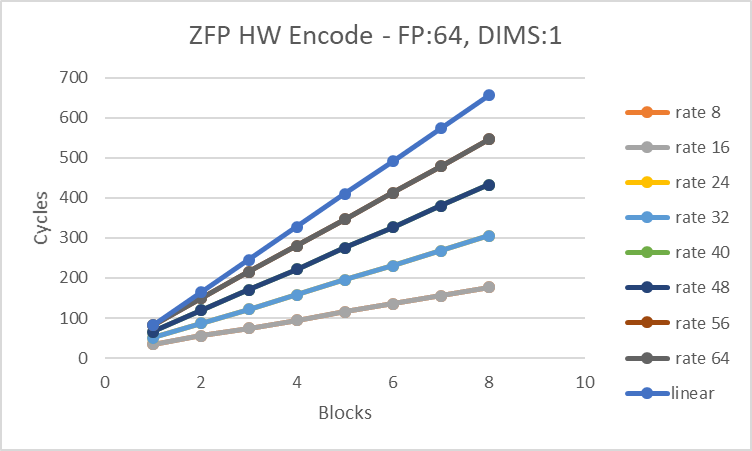 ZFP HW Encode - FP:64, DIMS:1
700
600
500
400
300
200
100
0
Cycles
0 2 4 6 8 10
Blocks
rate 8
rate 16
rate 24
rate 32
rate 40
rate 48
rate 56
rate 64
linear